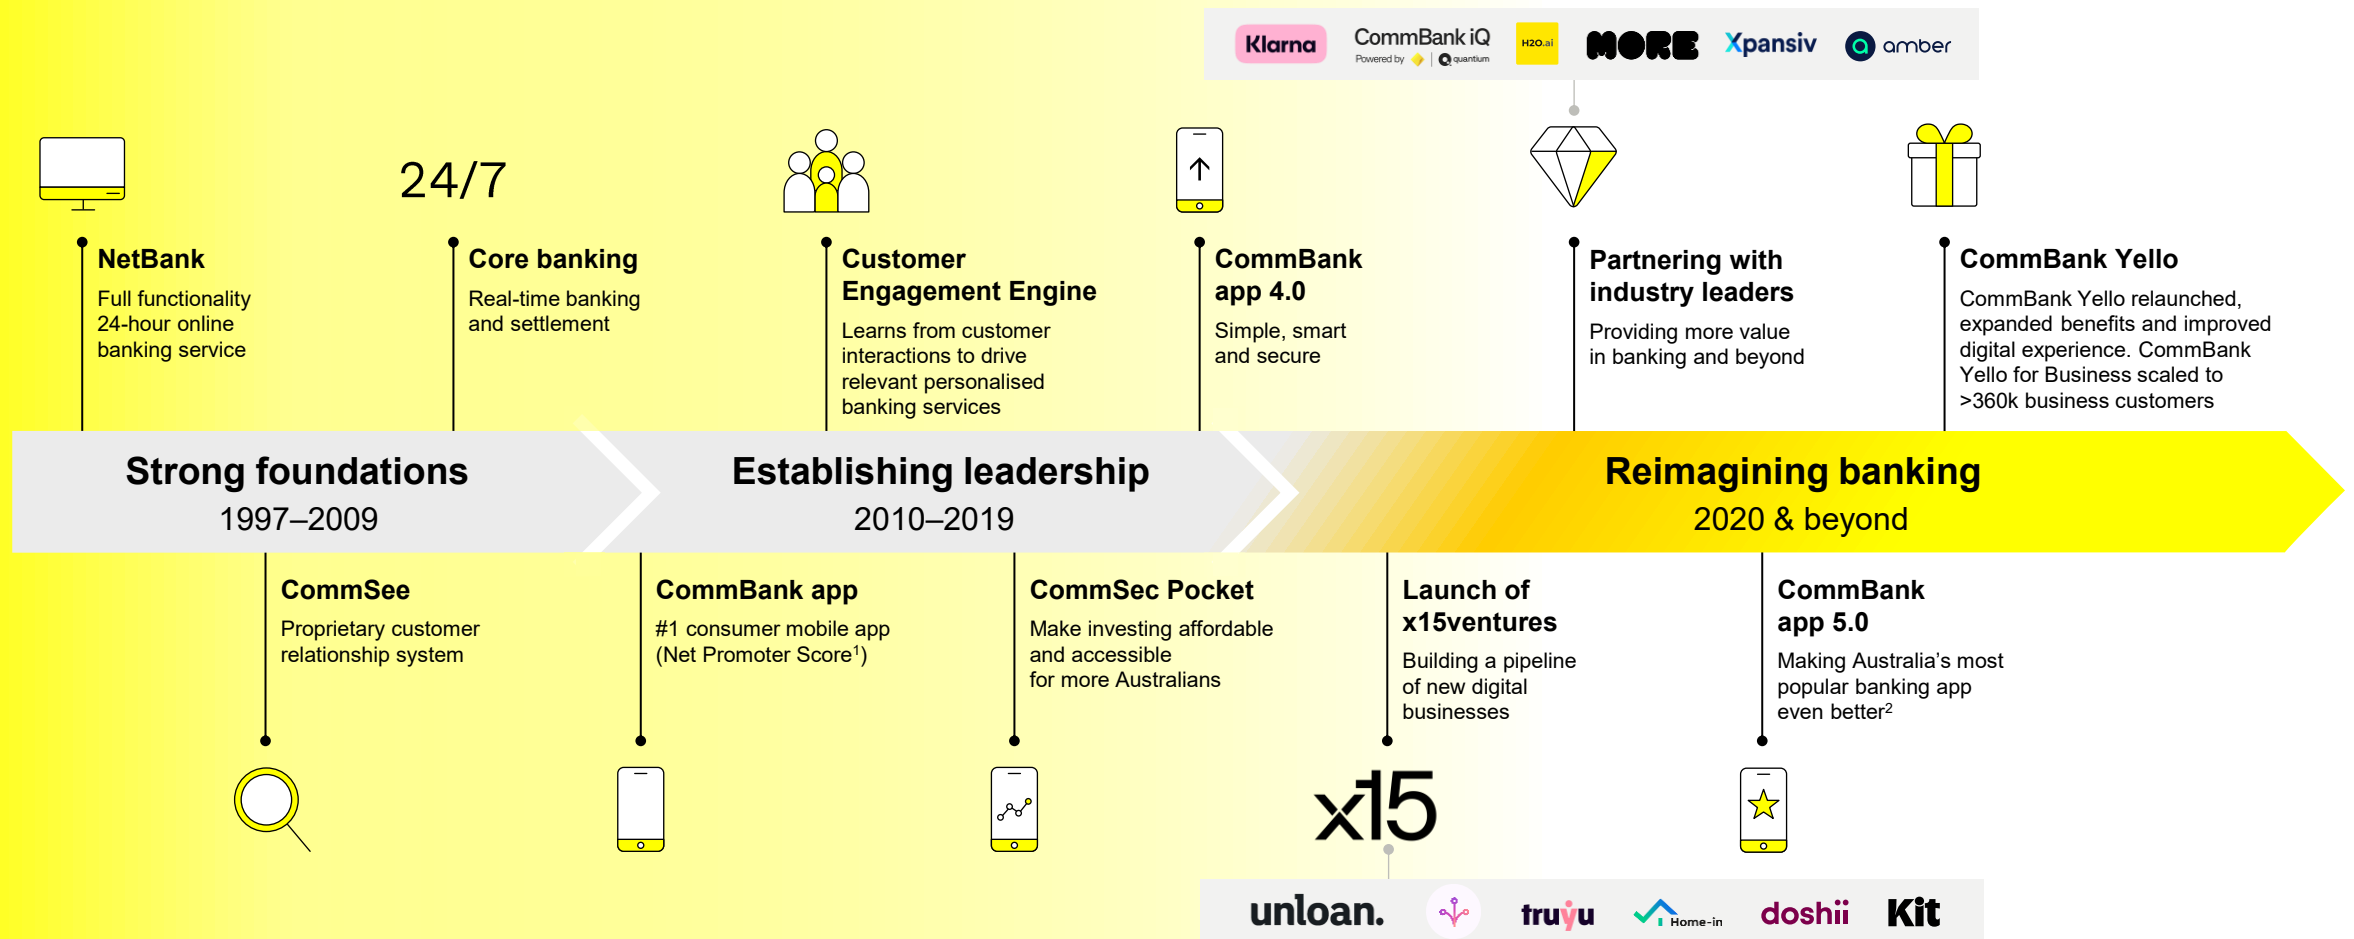 Klarna
CommBank iQ
Powered by
quantium
H2O.ai
MORE
Xpansiv
amber
24/7
NetBank
Full functionality
24-hour online
banking service
Core banking
Real-time banking
and settlement
Customer
Engagement Engine
Learns from customer
interactions to drive
relevant personalised
banking services
CommBank
app 4.0
Simple, smart
and secure
Partnering with
industry leaders
Providing more value
in banking and beyond
CommBank Yello
CommBank Yello relaunched,
expanded benefits and improved
digital experience. CommBank
Yello for Business scaled to
>360k business customers
Strong foundations
1997–2009
Establishing leadership
2010–2019
Reimagining banking
2020 & beyond
CommSee
Proprietary customer
relationship system
CommBank app
#1 consumer mobile app
(Net Promoter Score¹)
CommSec Pocket
Make investing affordable
and accessible
for more Australians
Launch of
x15ventures
Building a pipeline
of new digital
businesses
CommBank
app 5.0
Making Australia’s most
popular banking app
even better²
x15
unloan.
truyu
Home-in
doshii
Kit